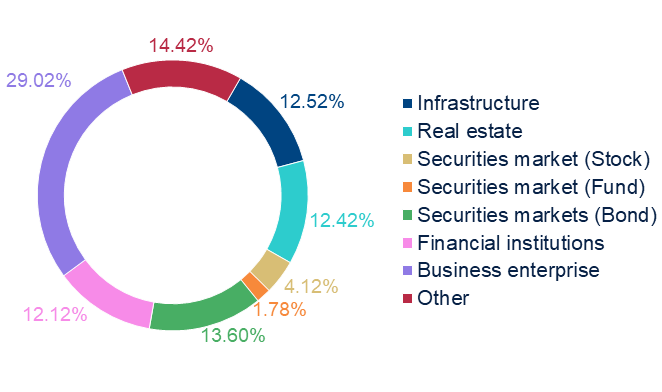 14.42%
29.02%
12.52%
12.42%
4.12%
1.78%
12.12%
13.60%
Infrastructure
Real estate
Securities market (Stock)
Securities market (Fund)
Securities markets (Bond)
Financial institutions
Business enterprise
Other